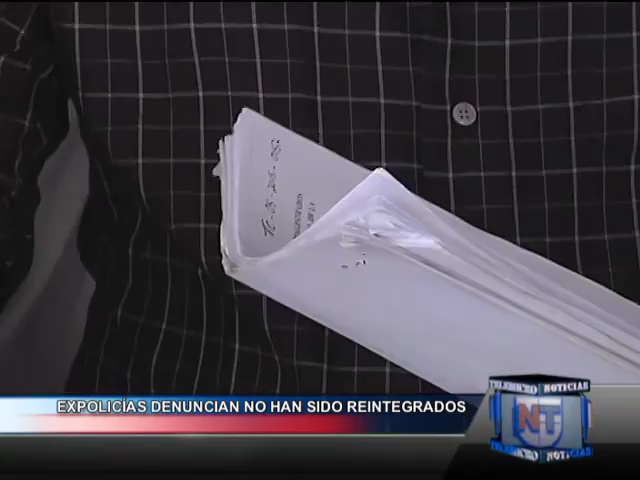 EXPOLICÍAS DENUNCIAN NO HAN SIDO REINTEGRADOS
TELEMICRO NOTICIAS
NT
TELEMICRO NOTICIAS